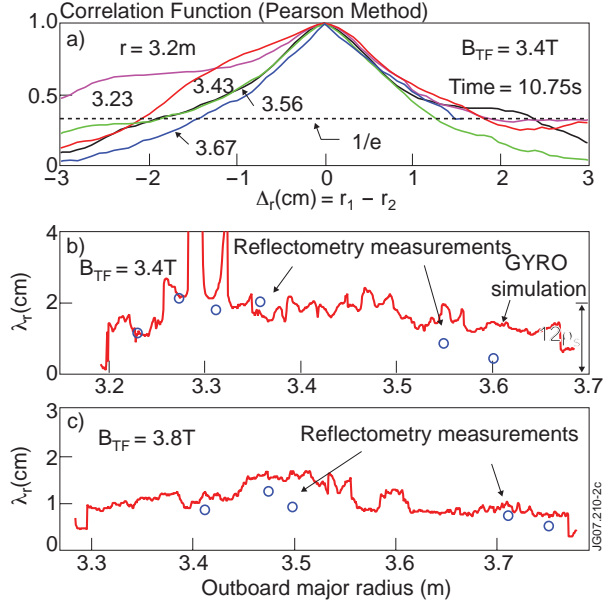 Correlation Function (Pearson Method)
1.0
a)
r = 3.2m
B_TF = 3.4T
3.23
3.43
Time = 10.75s
0.5
3.56
1/e
3.67
0
−3 −2 −1 0 1 2 3
Δr(cm) = r1 − r2
4
b)
Reflectometry measurements
B_TF = 3.4T
GYRO
simulation
λr(cm)
2
12ρs
0
3.2 3.3 3.4 3.5 3.6 3.7
3
c)
B_TF = 3.8T
Reflectometry measurements
2
λr(cm)
1
0
3.3 3.4 3.5 3.6 3.7
Outboard major radius (m)
JG07.210-2c